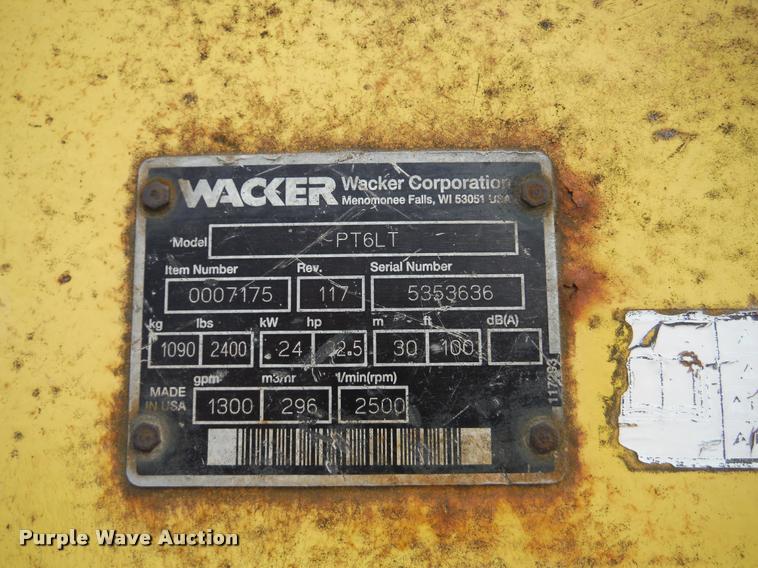 WACKER Wacker Corporation
Menomonee Falls, WI 53051 USA
Model PT6LT
Item Number Rev. Serial Number
0007175 117 5353636
kg lbs kW hp m ft dB(A)
1090 2400 24 2.5 30 100
gpm m3/hr 1/min(rpm)
MADE IN USA 1300 296 2500
Purple Wave Auction